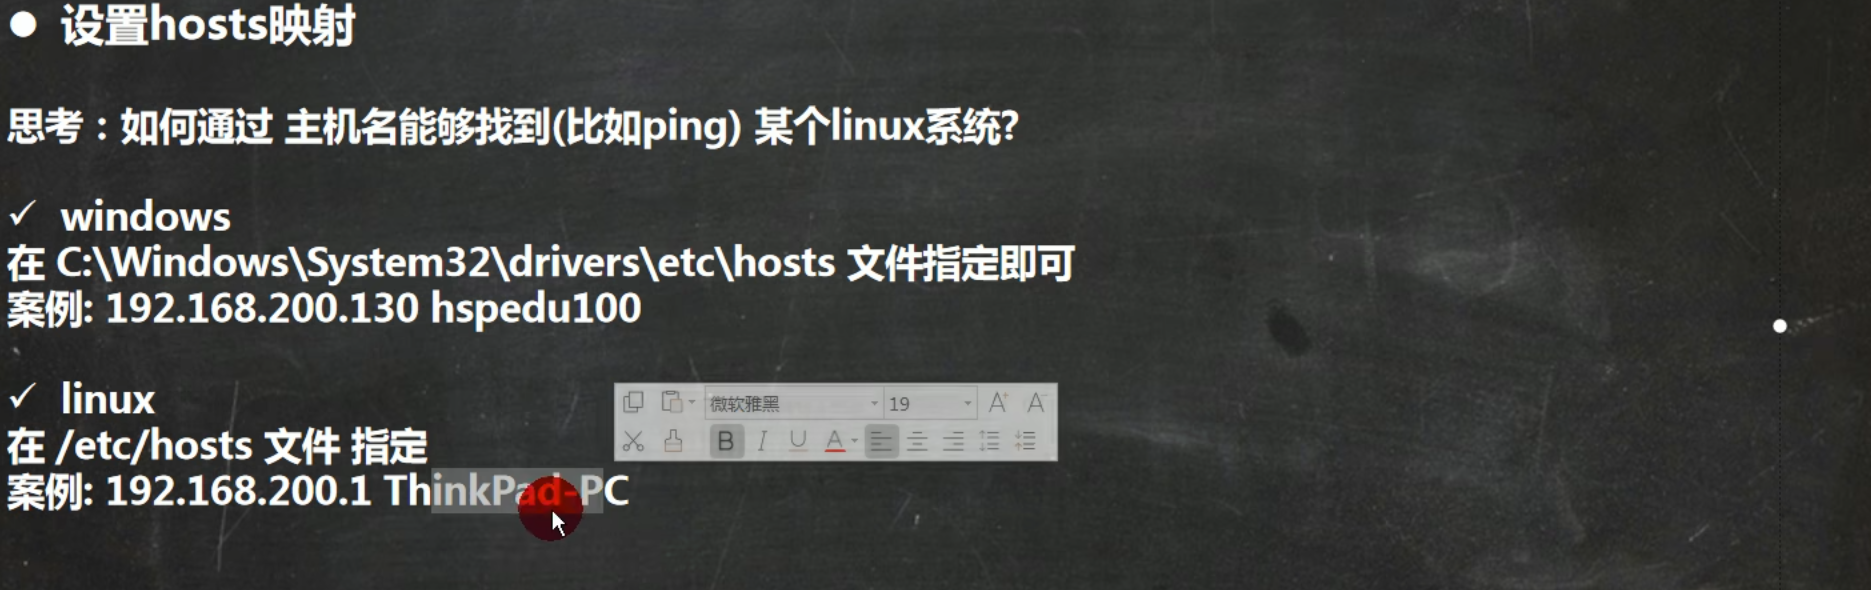 ● 设置hosts映射
思考：如何通过 主机名能够找到(比如ping) 某个linux系统?
✓ windows
在 C:\Windows\System32\drivers\etc\hosts 文件指定即可
案例: 192.168.200.130 hspedu100
✓ linux
微软雅黑 19 A+ A-
B I U A
在 /etc/hosts 文件 指定
案例: 192.168.200.1 ThinkPad-PC